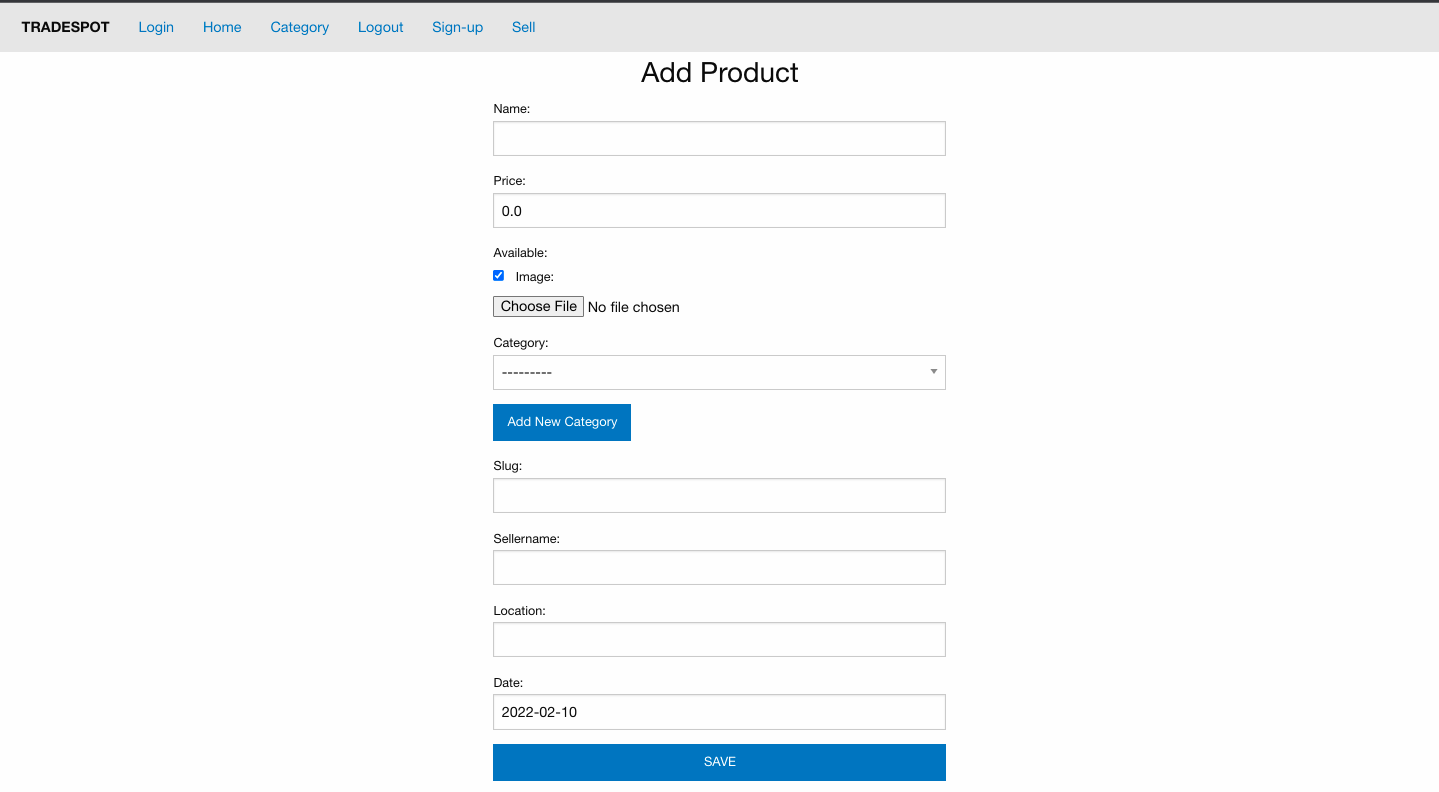 TRADESPOT Login Home Category Logout Sign-up Sell
Add Product
Name:
Price:
0.0
Available:
Image:
Choose File No file chosen
Category:
---------
Add New Category
Slug:
Sellername:
Location:
Date:
2022-02-10
SAVE